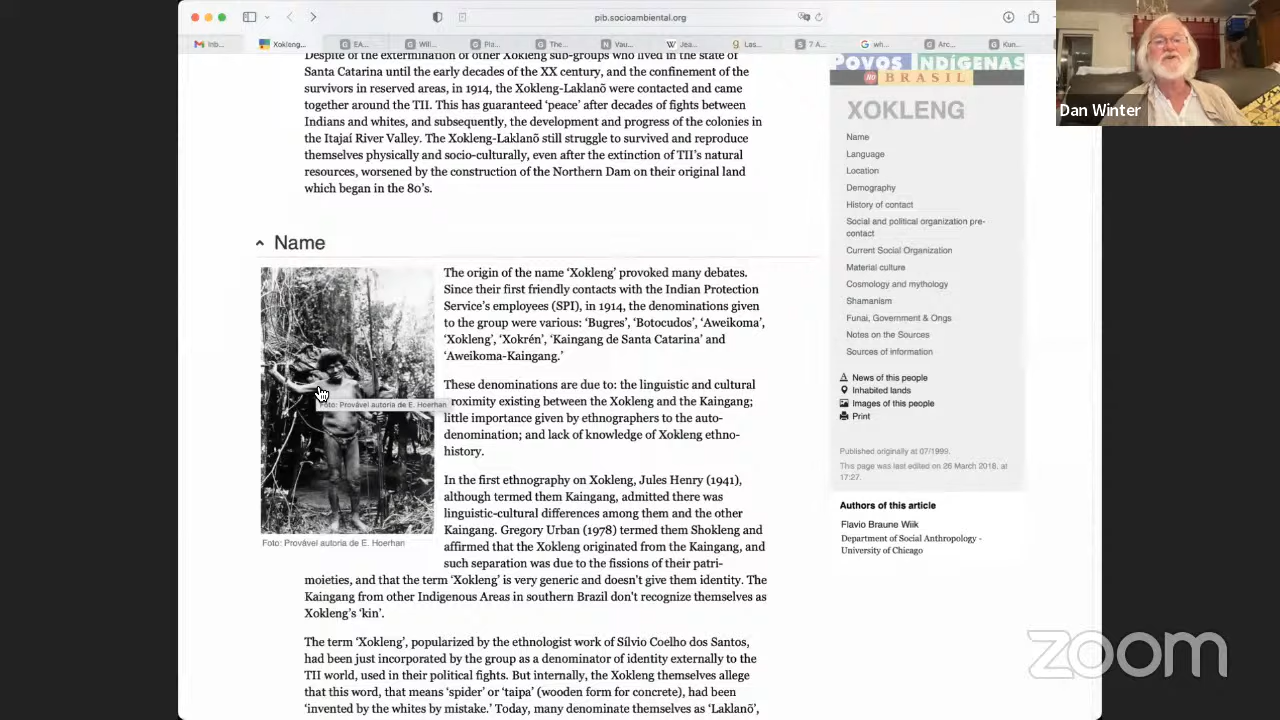 pib.socioambental.org
Inb...
Xokleng...
EA...
Wili...
Pla...
The...
Vau...
Jea...
Las...
7 A...
wh...
Arc...
Kun...
Despite of the extermination of other Xokleng sub-groups who lived in the state of
Santa Catarina until the early decades of the XX century, and the confinement of the
survivors in reserved areas, in 1914, the Xokleng-Laklanõ were contacted and came
together around the TII. This has guaranteed ‘peace’ after decades of fights between
Indians and whites, and subsequently, the development and progress of the colonies in
the Itajaí River Valley. The Xokleng-Laklanõ still struggle to survived and reproduce
themselves physically and socio-culturally, even after the extinction of TII’s natural
resources, worsened by the construction of the Northern Dam on their original land
which began in the 80’s.
Name
The origin of the name ‘Xokleng’ provoked many debates.
Since their first friendly contacts with the Indian Protection
Service’s employees (SPI), in 1914, the denominations given
to the group were various: ‘Bugres’, ‘Botocudos’, ‘Aweikoma’,
‘Xokleng’, ‘Xokrén’, ‘Kaingang de Santa Catarina’ and
‘Aweikoma-Kaingang.’
These denominations are due to: the linguistic and cultural
proximity existing between the Xokleng and the Kaingang;
little importance given by ethnographers to the auto-
denomination; and lack of knowledge of Xokleng ethno-
history.
In the first ethnography on Xokleng, Jules Henry (1941),
although termed them Kaingang, admitted there was
linguistic-cultural differences among them and the other
Kaingang. Gregory Urban (1978) termed them Shokleng and
affirmed that the Xokleng originated from the Kaingang, and
such separation was due to the fissions of their patri-
moieties, and that the term ‘Xokleng’ is very generic and doesn't give them identity. The
Kaingang from other Indigenous Areas in southern Brazil don't recognize themselves as
Xokleng’s ‘kin’.
The term ‘Xokleng’, popularized by the ethnologist work of Sílvio Coelho dos Santos,
had been just incorporated by the group as a denominator of identity externally to the
TII world, used in their political fights. But internally, the Xokleng themselves allege
that this word, that means ‘spider’ or ‘taipa’ (wooden form for concrete), had been
‘invented by the whites by mistake.’ Today, many denominate themselves as ‘Laklanõ’,
Foto: Provável autoria de E. Hoerhan
Foto: Provável autoria de E. Hoerhan
POVOS INDÍGENAS
NO BRASIL
XOKLENG
Name
Language
Location
Demography
History of contact
Social and political organization pre-
contact
Current Social Organization
Material culture
Cosmology and mythology
Shamanism
Funai, Government & Ongs
Notes on the Sources
Sources of information
News of this people
Inhabited lands
Images of this people
Print
Published originally at 07/1999.
This page was last edited on 26 March 2018, at
17:27.
Authors of this article
Flavio Braune Wiik
Department of Social Anthropology -
University of Chicago
Dan Winter
zoom